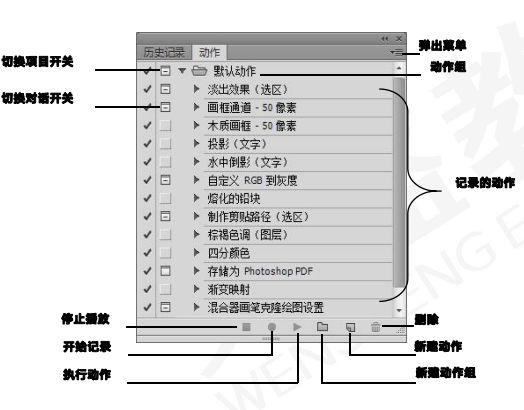 历史记录 动作
弹出菜单
切换项目开关
默认动作
动作组
切换对话开关
淡出效果（选区）
画框通道 - 50 像素
木质画框 - 50 像素
投影（文字）
水中倒影（文字）
自定义 RGB 到灰度
记录的动作
熔化的铅块
制作剪贴路径（选区）
棕褐色调（图层）
四分颜色
存储为 Photoshop PDF
渐变映射
混合器画笔克隆绘图设置
停止播放
删除
开始记录
新建动作
执行动作
新建动作组